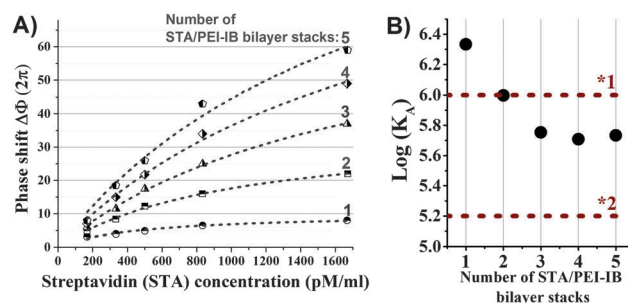 A)
Number of
STA/PEI-IB bilayer stacks:
5
4
3
2
1
60
50
40
30
20
10
0
Phase shift ΔΦ (2π)
0 200 400 600 800 1000 1200 1400 1600
Streptavidin (STA) concentration (pM/ml)
B)
6.4
6.2
6.0
5.8
5.6
5.4
5.2
5.0
Log (K_A)
*1
*2
1 2 3 4 5
Number of STA/PEI-IB
bilayer stacks